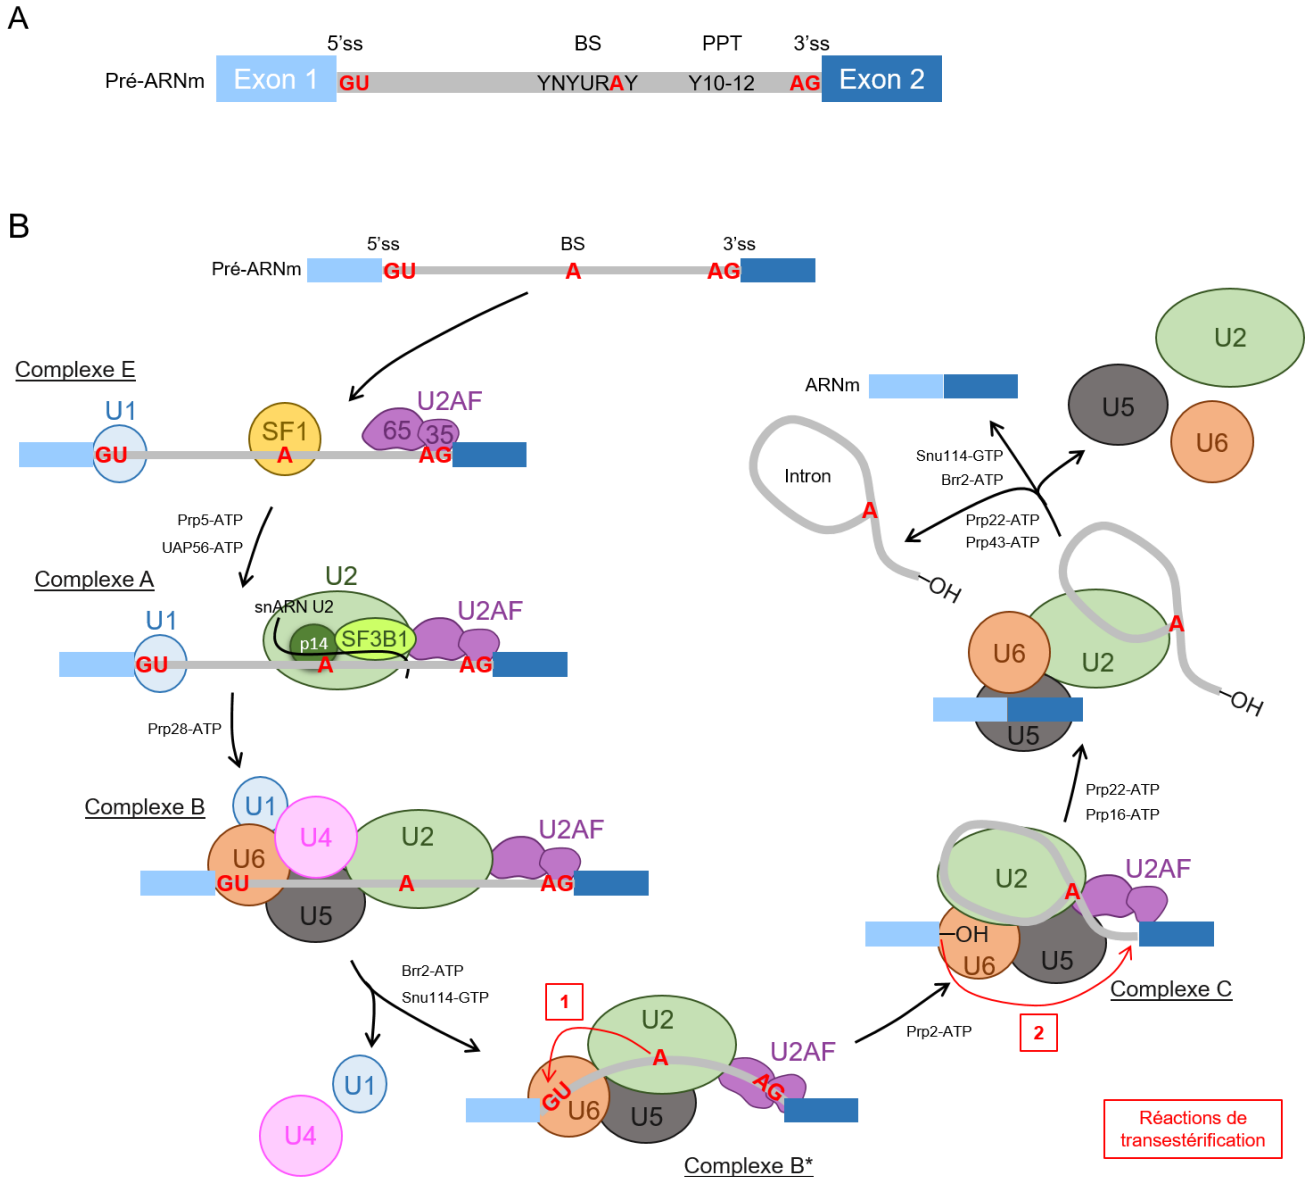 A
5'ss BS PPT 3'ss
Pré-ARNm Exon 1 GU YNYURAY Y10-12 AG Exon 2
B
5'ss BS 3'ss
Pré-ARNm GU A AG
Complexe E
U1 SF1 U2AF
65 35
GU A AG
Prp5-ATP
UAP56-ATP
Complexe A
U1 U2 U2AF
snARN U2
p14 SF3B1
GU A AG
Prp28-ATP
Complexe B
U1 U4 U2 U2AF
U6
GU A AG
U5
Brr2-ATP
Snu114-GTP
U1
U4
1
U2
A U2AF
GU AG
U6 U5
Complexe B*
Prp2-ATP
U2 A U2AF
OH
U6 U5
Complexe C
2
Prp22-ATP
Prp16-ATP
U6 U2 A
OH
U5
Snu114-GTP
Brr2-ATP
Prp22-ATP
Prp43-ATP
ARNm
Intron
A
OH
U2
U5
U6
Réactions de
transestérification